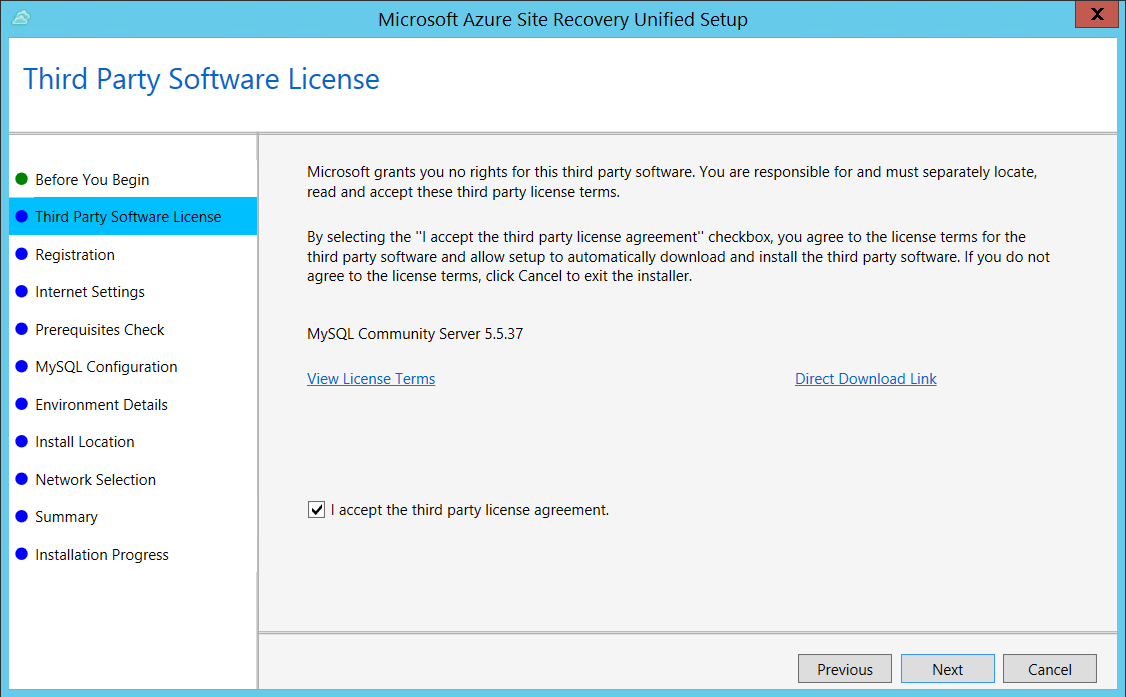 Microsoft Azure Site Recovery Unified Setup
X
Third Party Software License
Before You Begin
Third Party Software License
Registration
Internet Settings
Prerequisites Check
MySQL Configuration
Environment Details
Install Location
Network Selection
Summary
Installation Progress
Microsoft grants you no rights for this third party software. You are responsible for and must separately locate,
read and accept these third party license terms.
By selecting the "I accept the third party license agreement" checkbox, you agree to the license terms for the
third party software and allow setup to automatically download and install the third party software. If you do not
agree to the license terms, click Cancel to exit the installer.
MySQL Community Server 5.5.37
View License Terms
Direct Download Link
I accept the third party license agreement.
Previous
Next
Cancel